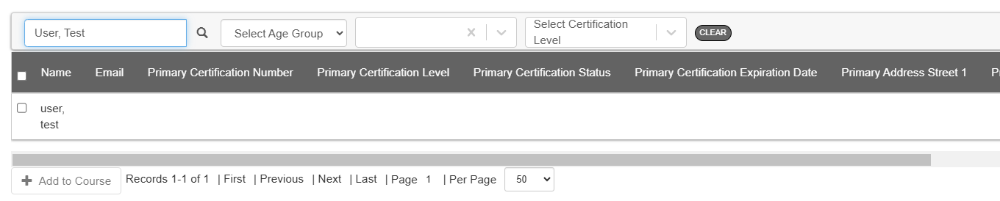 User, Test
Select Age Group
Select Certification
Level
CLEAR
Name Email Primary Certification Number Primary Certification Level Primary Certification Status Primary Certification Expiration Date Primary Address Street 1
user,
test
Add to Course Records 1-1 of 1 | First | Previous | Next | Last | Page 1 | Per Page 50